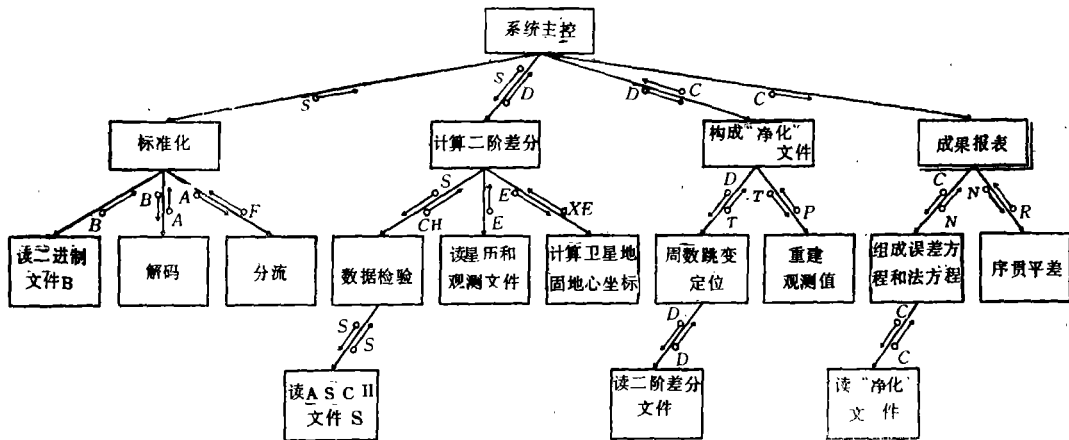 系统主控
S
S
D
D
C
C
标准化
计算二阶差分
构成“净化”
文件
成果报表
B
B
A
A
F
S
CH
E
E
XE
D
T
T
P
C
N
N
R
读二进制
文件B
解码
分流
数据检验
读星历和
观测文件
计算卫星地
固地心坐标
周数跳变
定位
重建
观测值
组成误差方
程和法方程
序贯平差
S
S
D
D
C
C
读ASCII
文件S
读二阶差分
文件
读“净化”
文件